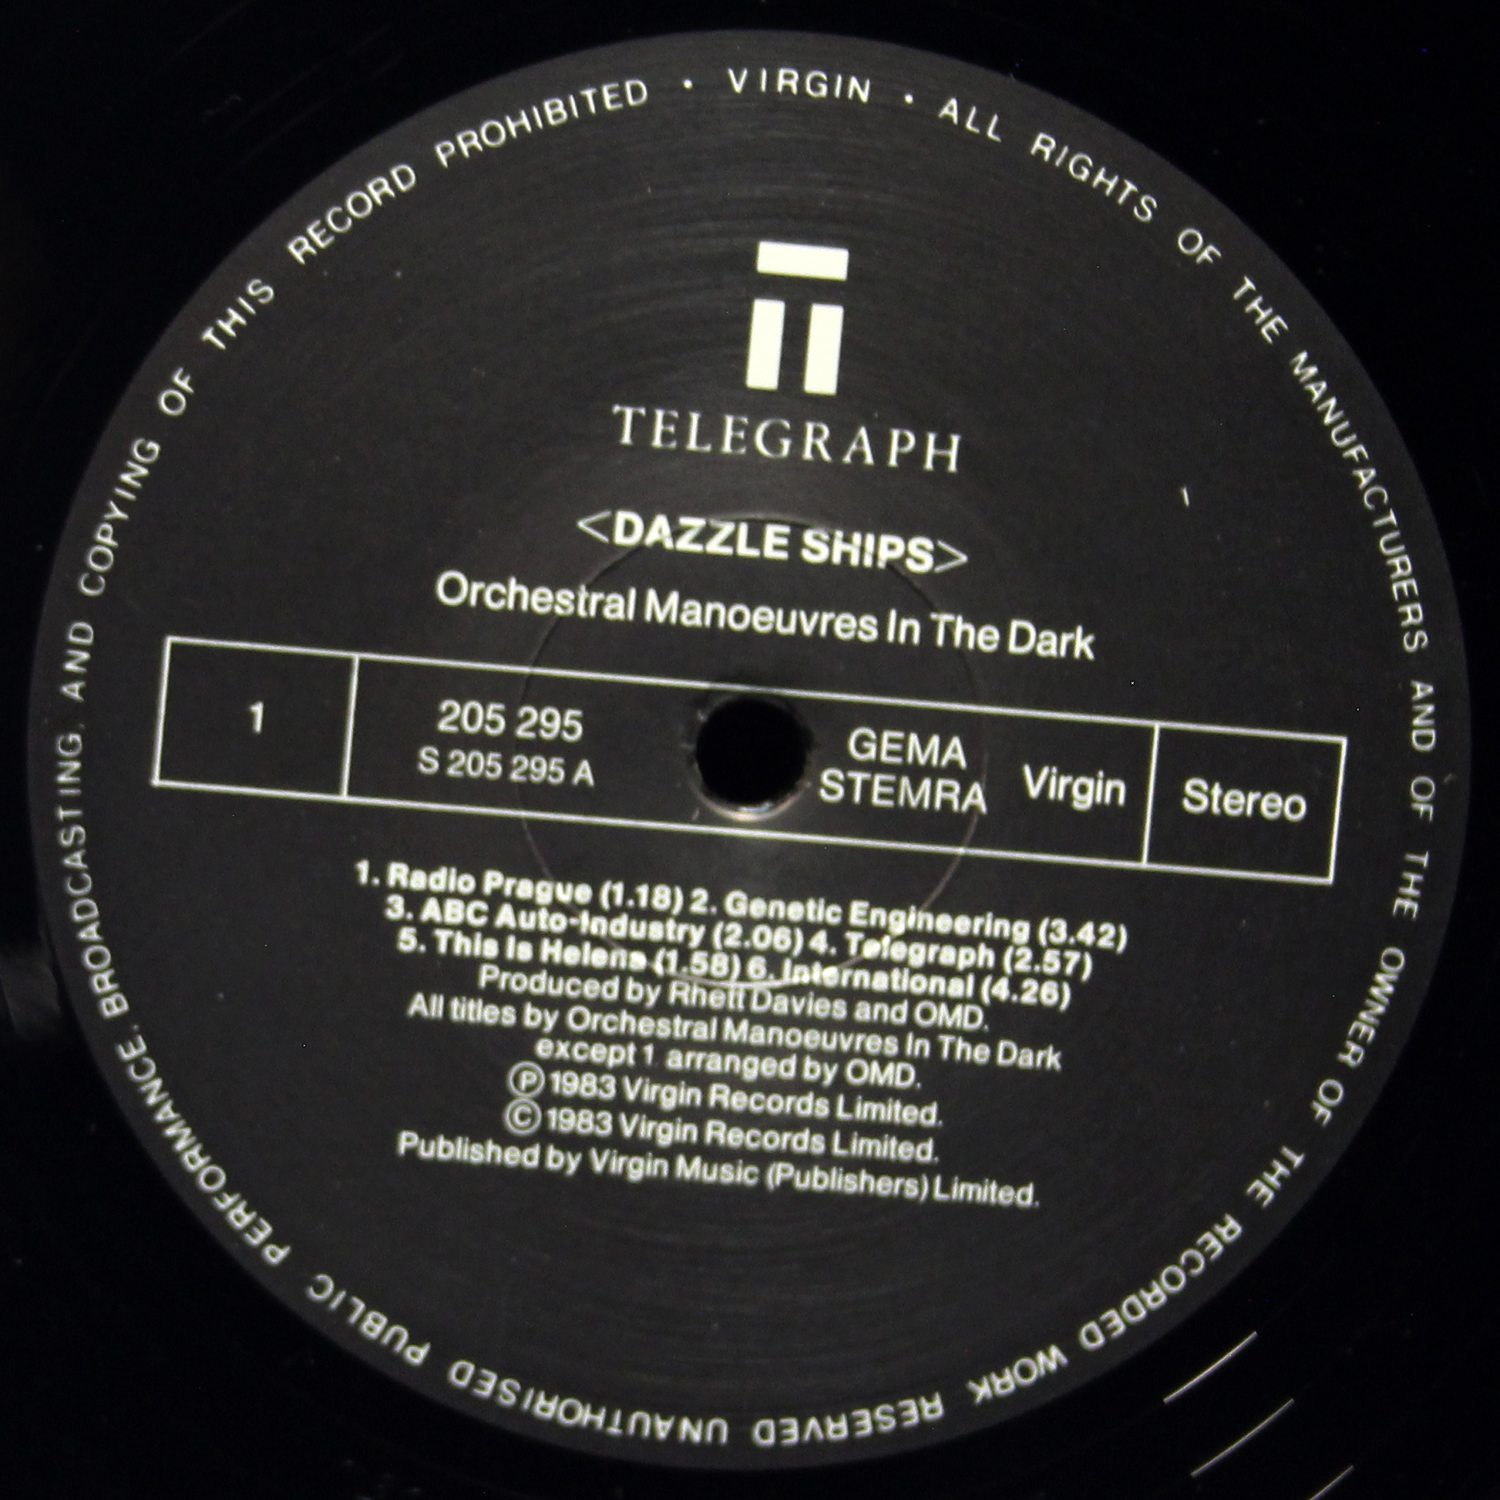 VIRGIN • ALL RIGHTS OF THE MANUFACTURERS AND OF THE OWNER OF THE RECORDED WORK RESERVED UNAUTHORISED PUBLIC PERFORMANCE, BROADCASTING AND COPYING OF THIS RECORD PROHIBITED •
TELEGRAPH
<DAZZLE SHIPS>
Orchestral Manoeuvres In The Dark
1
205 295
S 205 295 A
GEMA
STEMRA
Virgin
Stereo
1. Radio Prague (1.18) 2. Genetic Engineering (3.42)
3. ABC Auto-Industry (2.06) 4. Telegraph (2.57)
5. This Is Helena (1.58) 6. International (4.26)
Produced by Rhett Davies and OMD.
All titles by Orchestral Manoeuvres In The Dark
except 1 arranged by OMD.
℗ 1983 Virgin Records Limited.
© 1983 Virgin Records Limited.
Published by Virgin Music (Publishers) Limited.